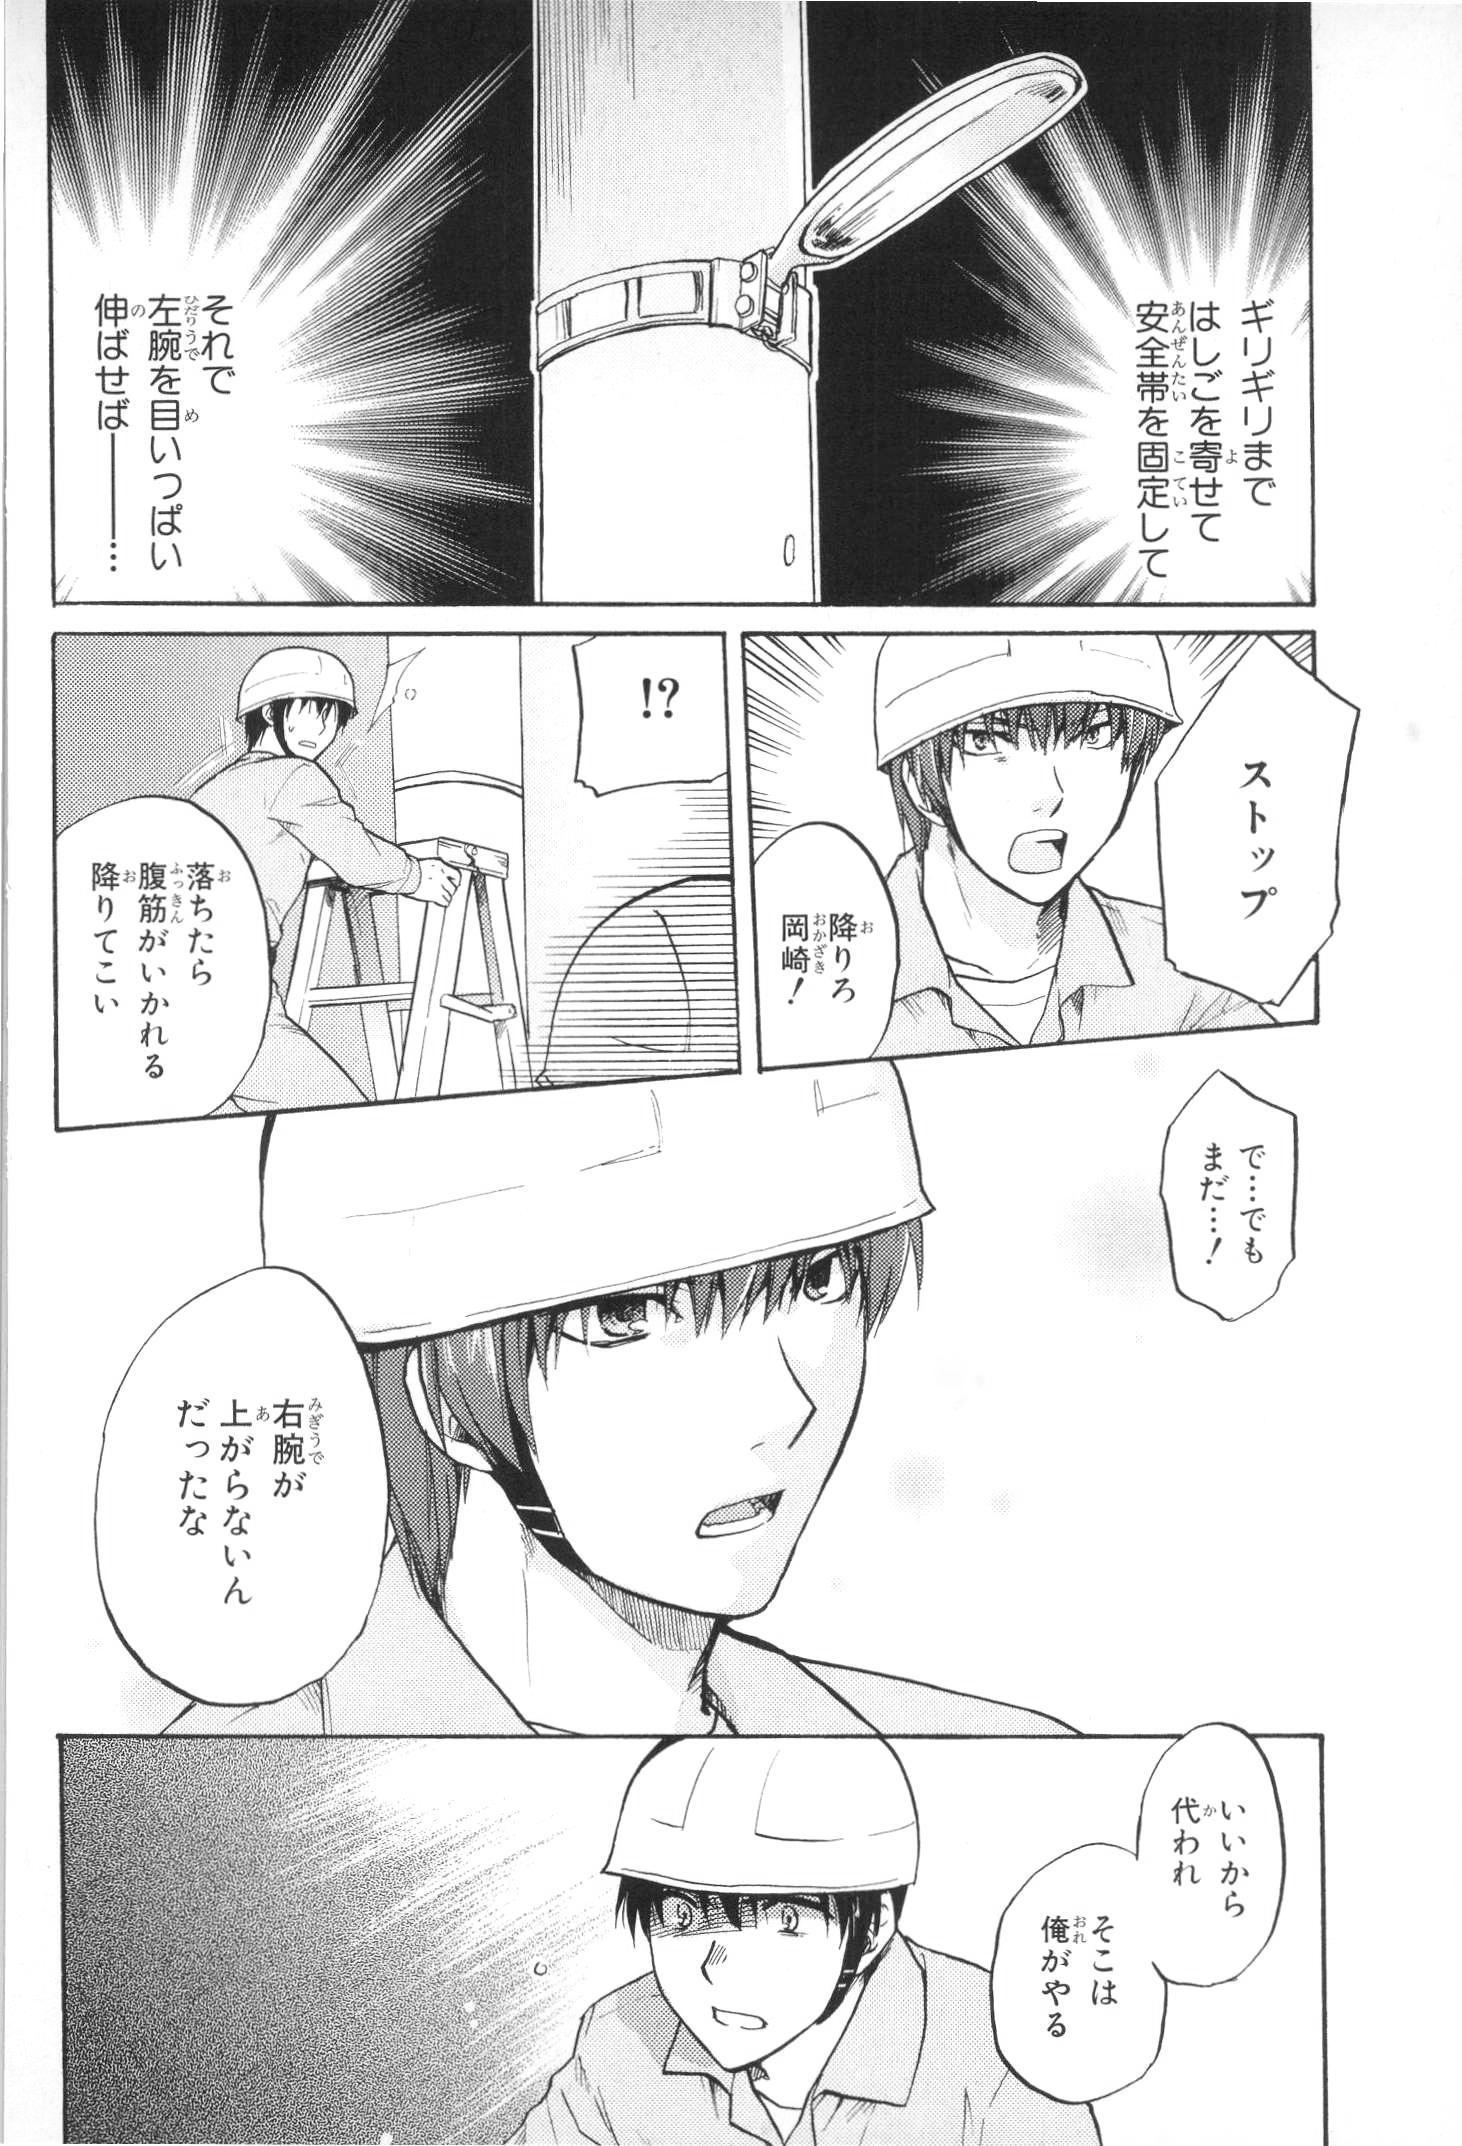 ギリギリまで
はしごを寄せて
安全帯を固定して
それで
左腕を目いっぱい
伸ばせば――…
ストップ
降りろ
岡崎!
!?
落ちたら
腹筋がいかれる
降りてこい
で…でも
まだ…!
右腕が
上がらないん
だったな
いいから
代われ
そこは
俺がやる